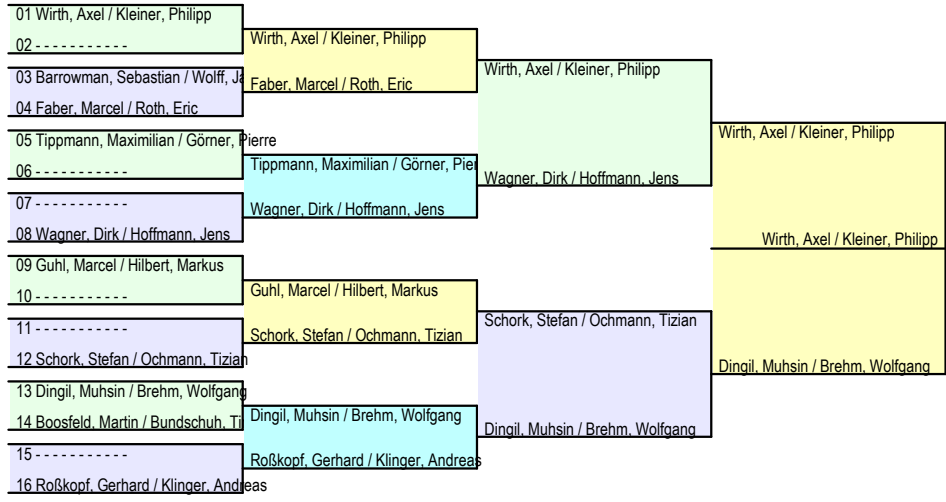 01 Wirth, Axel / Kleiner, Philipp
02 - - - - - - - - - - -
03 Barrowman, Sebastian / Wolff, Ja
04 Faber, Marcel / Roth, Eric
05 Tippmann, Maximilian / Görner, Pierre
06 - - - - - - - - - - -
07 - - - - - - - - - - -
08 Wagner, Dirk / Hoffmann, Jens
09 Guhl, Marcel / Hilbert, Markus
10 - - - - - - - - - - -
11 - - - - - - - - - - -
12 Schork, Stefan / Ochmann, Tizian
13 Dingil, Muhsin / Brehm, Wolfgang
14 Boosfeld, Martin / Bundschuh, Ti
15 - - - - - - - - - - -
16 Roßkopf, Gerhard / Klinger, Andreas
Wirth, Axel / Kleiner, Philipp
Faber, Marcel / Roth, Eric
Tippmann, Maximilian / Görner, Pier
Wagner, Dirk / Hoffmann, Jens
Guhl, Marcel / Hilbert, Markus
Schork, Stefan / Ochmann, Tizian
Dingil, Muhsin / Brehm, Wolfgang
Roßkopf, Gerhard / Klinger, Andreas
Wirth, Axel / Kleiner, Philipp
Wagner, Dirk / Hoffmann, Jens
Schork, Stefan / Ochmann, Tizian
Dingil, Muhsin / Brehm, Wolfgang
Wirth, Axel / Kleiner, Philipp
Dingil, Muhsin / Brehm, Wolfgang
Wirth, Axel / Kleiner, Philipp